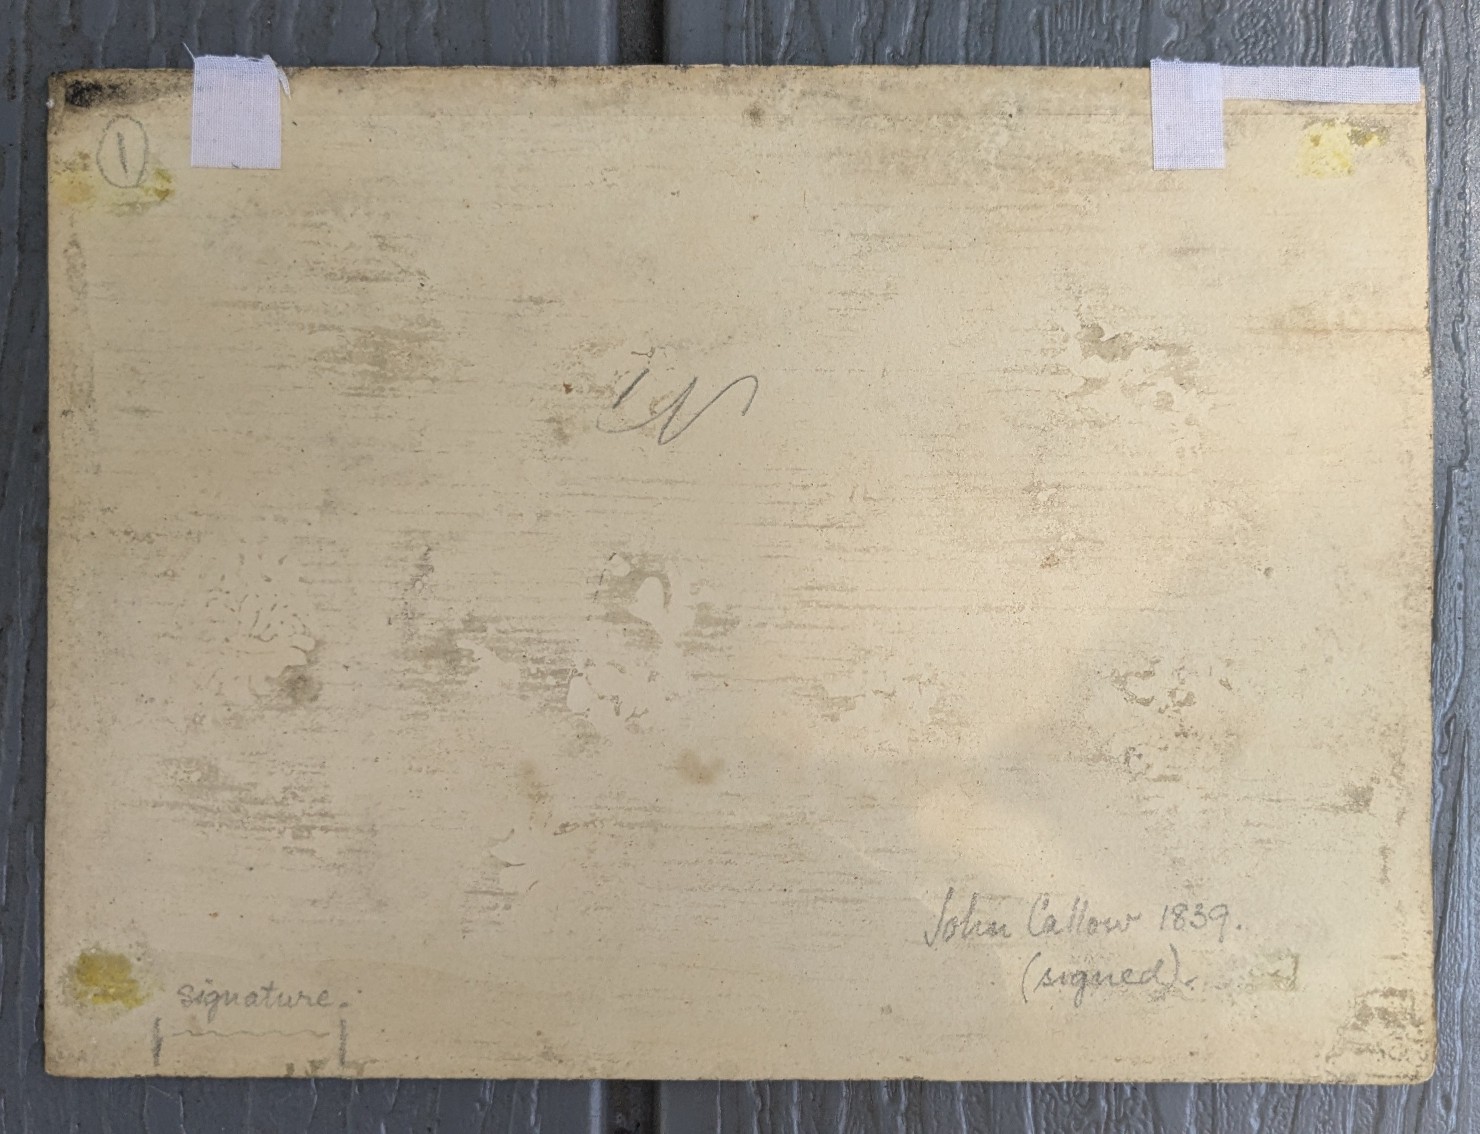 1
John Callow 1839.
(signed).
signature.